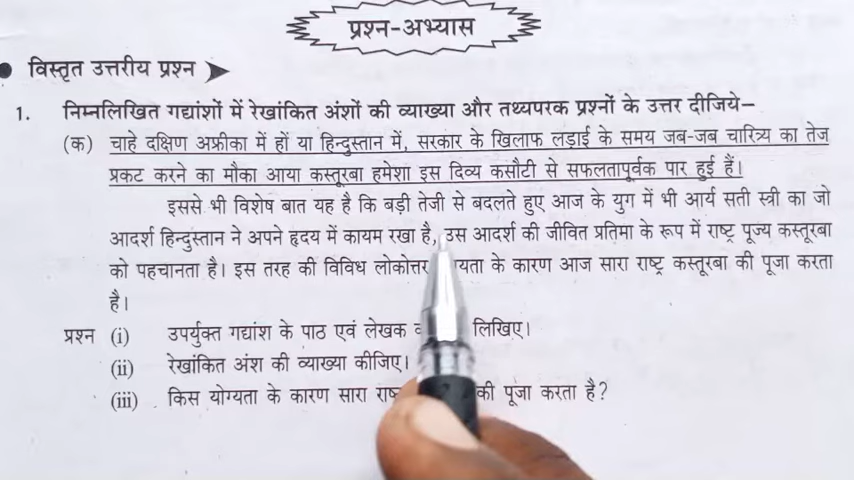 प्रश्न-अभ्यास
● विस्तृत उत्तरीय प्रश्न
1. निम्नलिखित गद्यांशों में रेखांकित अंशों की व्याख्या और तथ्यपरक प्रश्नों के उत्तर दीजिये–
(क) चाहे दक्षिण अफ्रीका में हों या हिन्दुस्तान में, सरकार के खिलाफ लड़ाई के समय जब-जब चारित्र्य का तेज
प्रकट करने का मौका आया कस्तूरबा हमेशा इस दिव्य कसौटी से सफलतापूर्वक पार हुई हैं।
इससे भी विशेष बात यह है कि बड़ी तेजी से बदलते हुए आज के युग में भी आर्य सती स्त्री का जो
आदर्श हिन्दुस्तान ने अपने हृदय में कायम रखा है, उस आदर्श की जीवित प्रतिमा के रूप में राष्ट्र पूज्य कस्तूरबा
को पहचानता है। इस तरह की विविध लोकोत्तर के कारण आज सारा राष्ट्र कस्तूरबा की पूजा करता
है।
प्रश्न (i) उपर्युक्त गद्यांश के पाठ एवं लेखक लिखिए।
(ii) रेखांकित अंश की व्याख्या कीजिए।
(iii) किस योग्यता के कारण सारा की पूजा करता है?